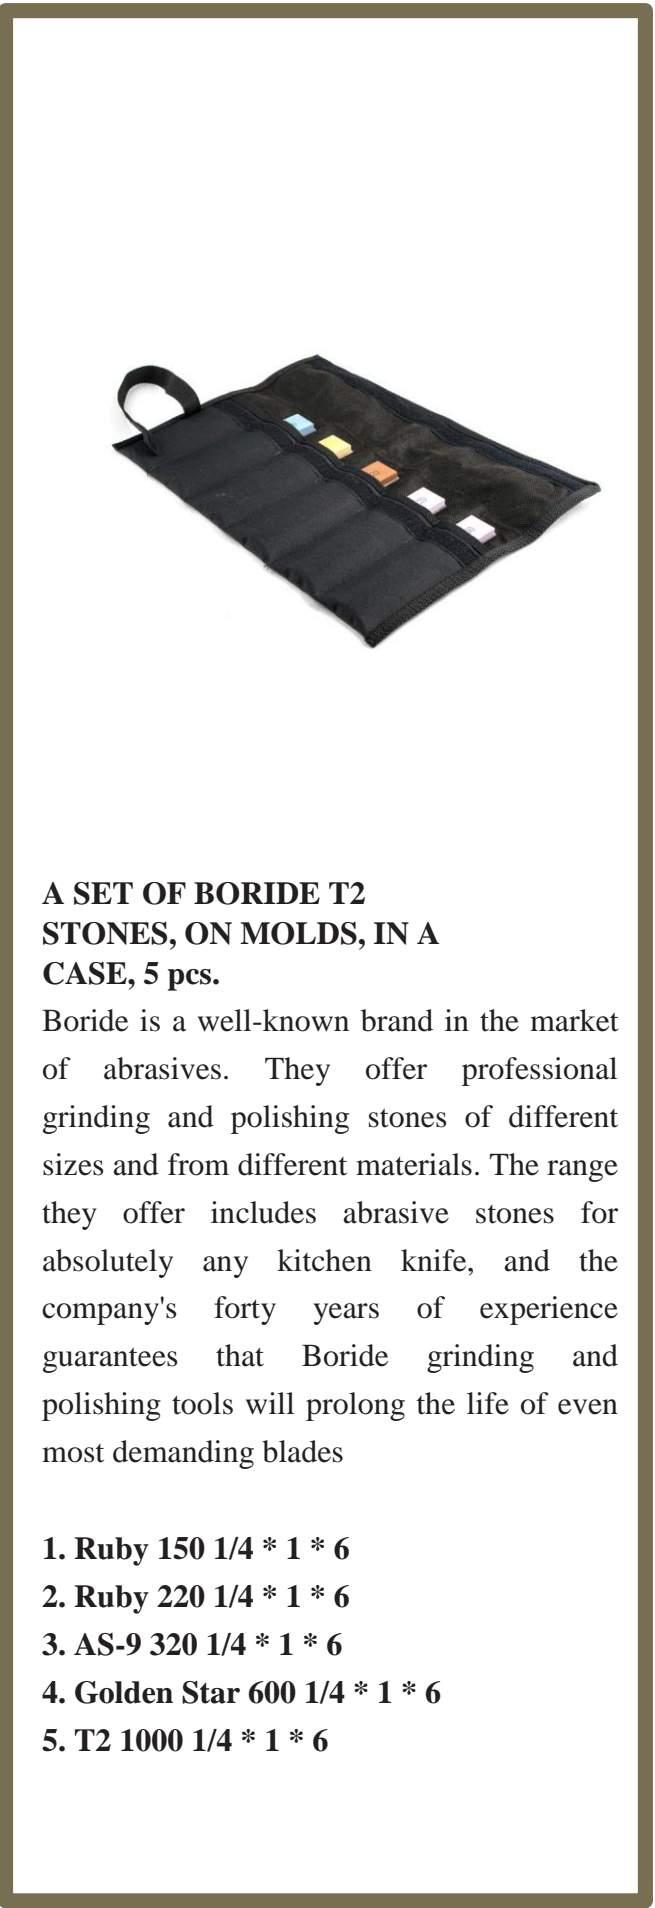 A SET OF BORIDE T2
STONES, ON MOLDS, IN A
CASE, 5 pcs.
Boride is a well-known brand in the market
of abrasives. They offer professional
grinding and polishing stones of different
sizes and from different materials. The range
they offer includes abrasive stones for
absolutely any kitchen knife, and the
company's forty years of experience
guarantees that Boride grinding and
polishing tools will prolong the life of even
most demanding blades
1. Ruby 150 1/4 * 1 * 6
2. Ruby 220 1/4 * 1 * 6
3. AS-9 320 1/4 * 1 * 6
4. Golden Star 600 1/4 * 1 * 6
5. T2 1000 1/4 * 1 * 6